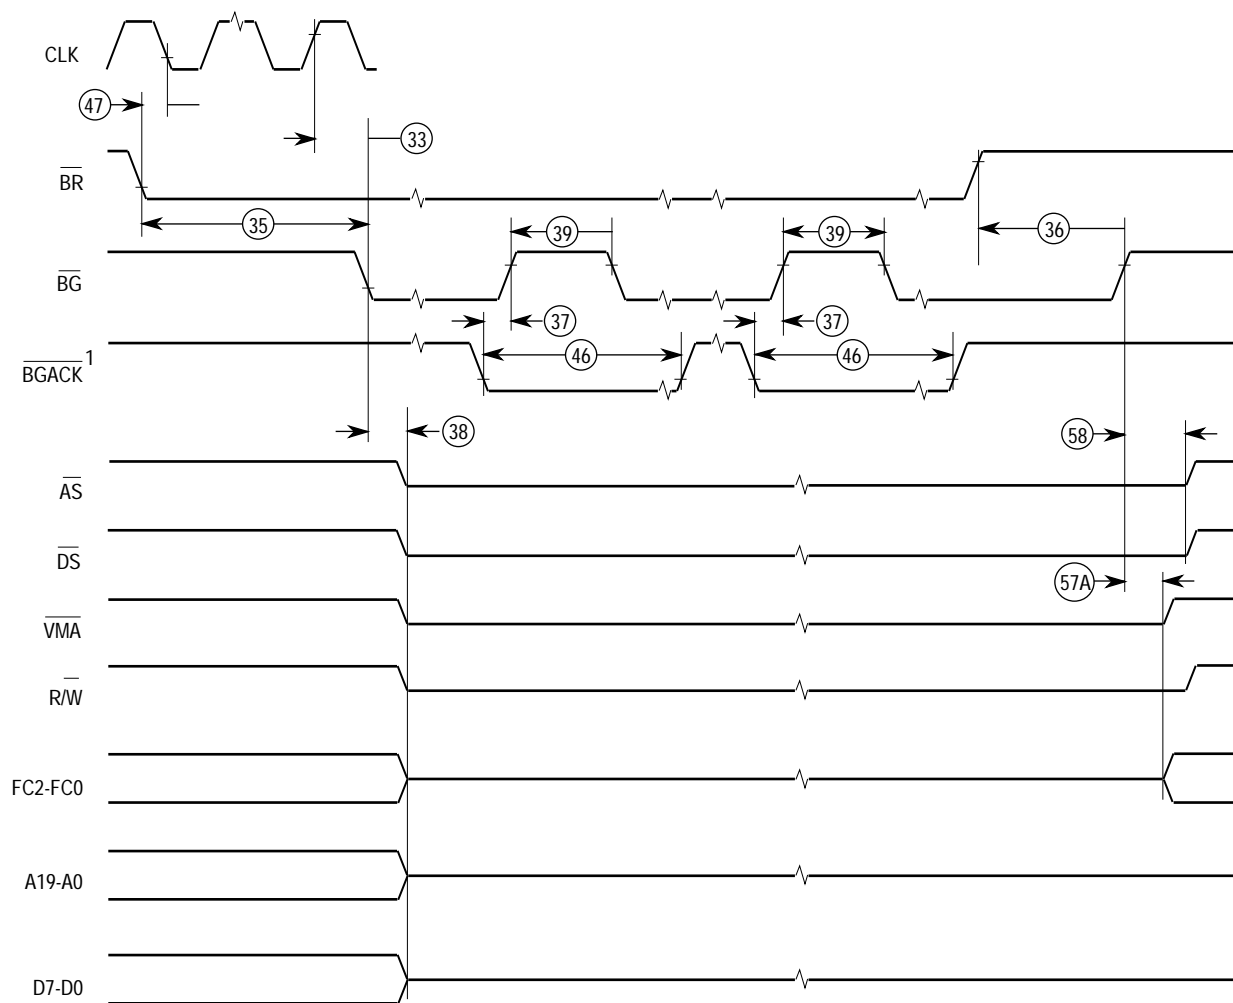 CLK
47
33
BR
35
39
39
36
BG
37
37
BGACK1
46
46
38
58
AS
DS
57A
VMA
R/W
FC2-FC0
A19-A0
D7-D0